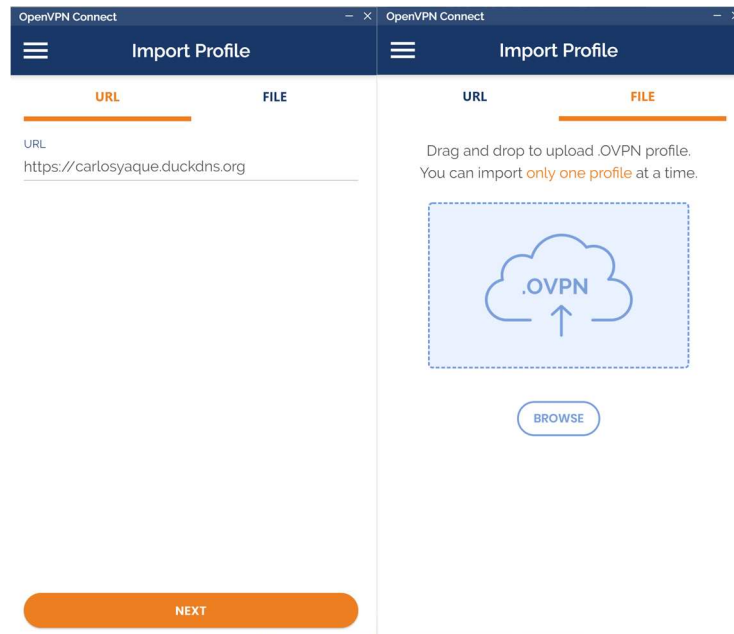 OpenVPN Connect
Import Profile
URL
FILE
URL
https://carlosyaque.duckdns.org
NEXT
OpenVPN Connect
Import Profile
URL
FILE
Drag and drop to upload .OVPN profile.
You can import only one profile at a time.
.OVPN
BROWSE